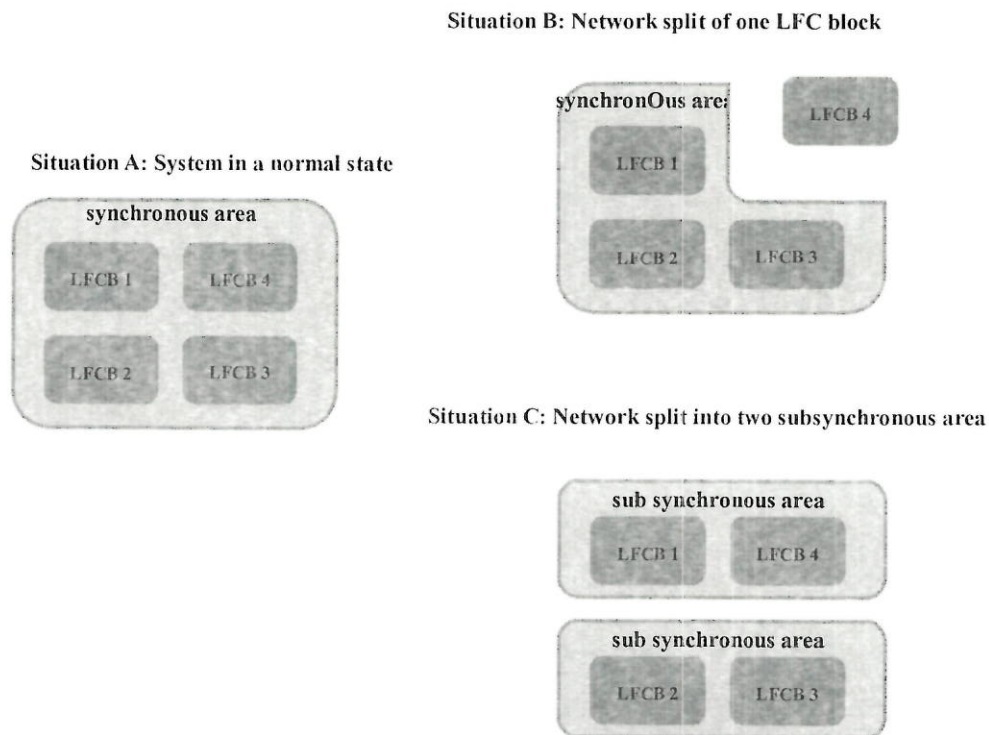 Situation B: Network split of one LFC block
synchronOus area
LFCB 4
LFCB 1
LFCB 2
LFCB 3
Situation A: System in a normal state
synchronous area
LFCB 1
LFCB 4
LFCB 2
LFCB 3
Situation C: Network split into two subsynchronous area
sub synchronous area
LFCB 1
LFCB 4
sub synchronous area
LFCB 2
LFCB 3